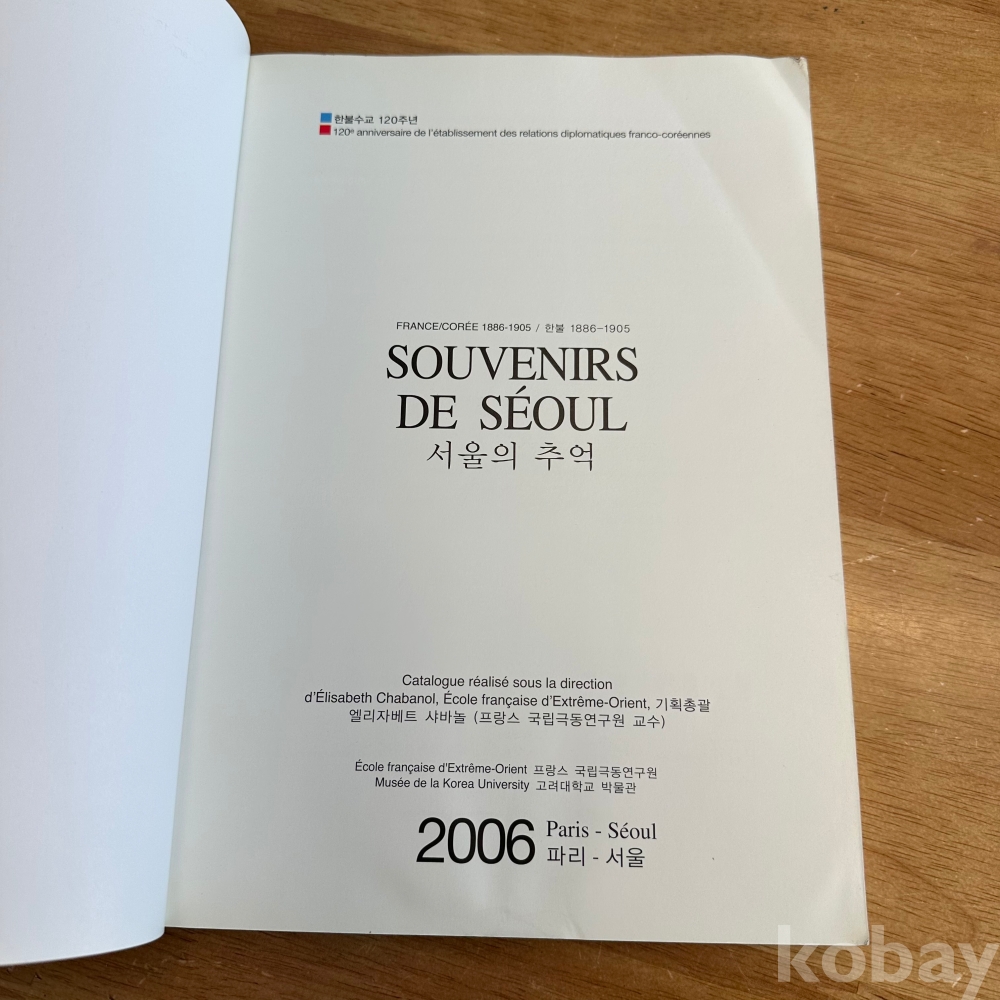 한불수교 120주년
120e anniversaire de l'établissement des relations diplomatiques franco-coréennes
FRANCE/CORÉE 1886-1905 / 한불 1886-1905
SOUVENIRS
DE SÉOUL
서울의 추억
Catalogue réalisé sous la direction
d'Élisabeth Chabanol, École française d'Extrême-Orient, 기획총괄
엘리자베트 샤바놀 (프랑스 국립극동연구원 교수)
École française d'Extrême-Orient 프랑스 국립극동연구원
Musée de la Korea University 고려대학교 박물관
2006 Paris - Séoul
파리 - 서울
kobay